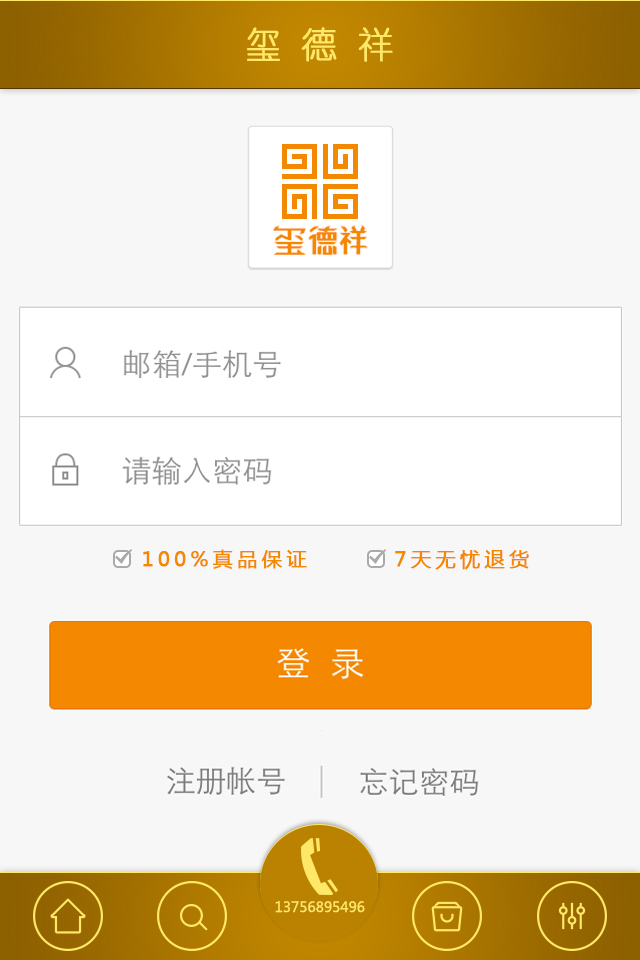 玺德祥
玺德祥
邮箱/手机号
请输入密码
100%真品保证 7天无忧退货
登录
注册帐号 | 忘记密码
13756895496